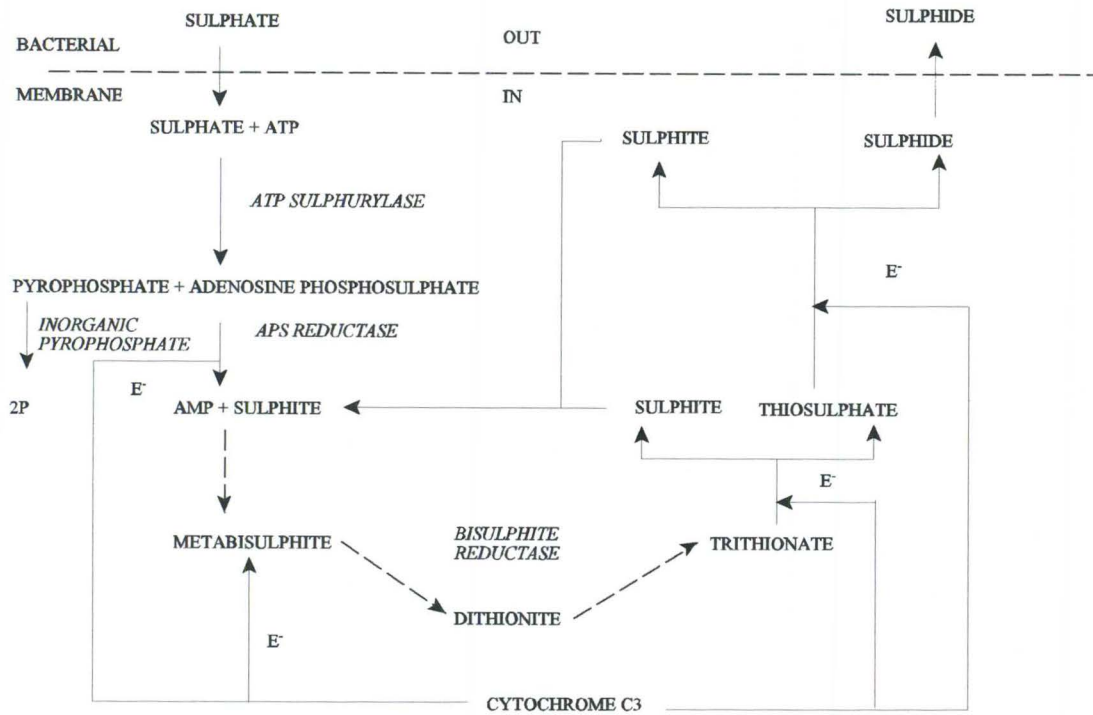 SULPHATE
SULPHIDE
BACTERIAL
OUT
MEMBRANE
IN
SULPHATE + ATP
SULPHITE
SULPHIDE
ATP SULPHURYLASE
E-
PYROPHOSPHATE + ADENOSINE PHOSPHOSULPHATE
INORGANIC
PYROPHOSPHATE
APS REDUCTASE
E-
2P
AMP + SULPHITE
SULPHITE
THIOSULPHATE
E-
METABISULPHITE
BISULPHITE
REDUCTASE
TRITHIONATE
DITHIONITE
E-
CYTOCHROME C3